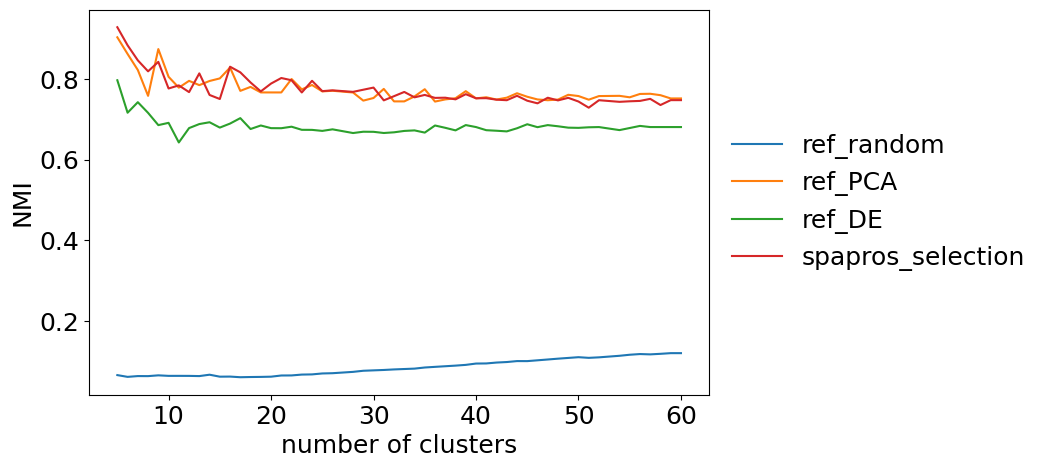 0.8
0.6
0.4
0.2
NMI
10 20 30 40 50 60
number of clusters
ref_random
ref_PCA
ref_DE
spapros_selection